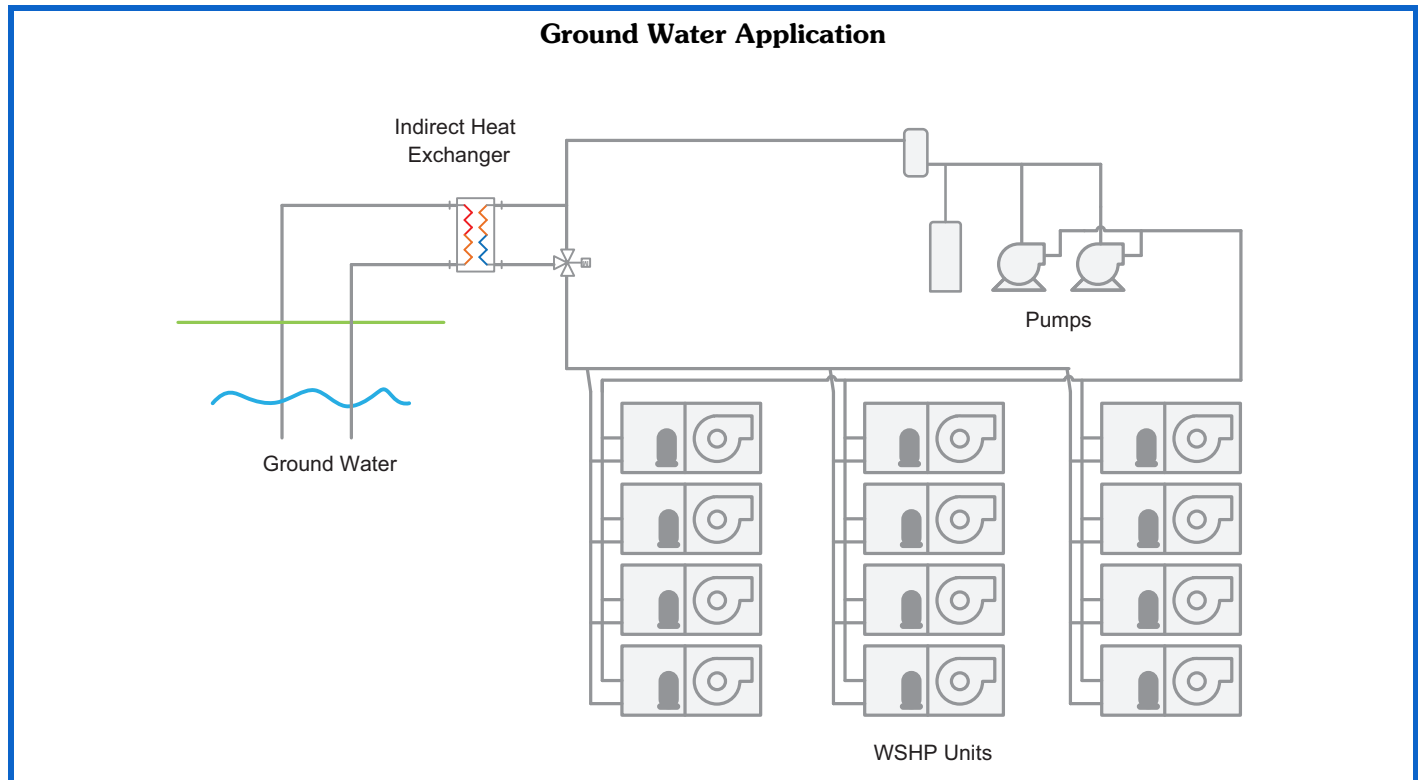 Ground Water Application
Indirect Heat
Exchanger
Pumps
Ground Water
WSHP Units